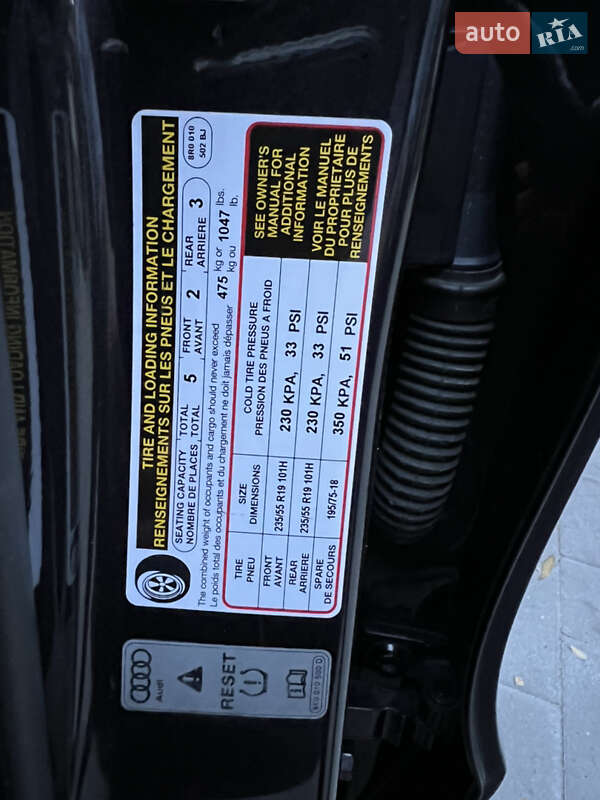 auto RIA .com
TIRE AND LOADING INFORMATION
RENSEIGNEMENTS SUR LES PNEUS ET LE CHARGEMENT
8R0 010
502 BJ
SEATING CAPACITY TOTAL 5 FRONT 2 REAR 3
NOMBRE DE PLACES TOTAL AVANT ARRIERE
The combined weight of occupants and cargo should never exceed 475 kg or 1047 lbs.
Le poids total des occupants et du chargement ne doit jamais dépasser kg ou lb.
TIRE SIZE COLD TIRE PRESSURE
PNEU DIMENSIONS PRESSION DES PNEUS A FROID
FRONT
AVANT 235/55 R19 101H 230 KPA, 33 PSI
REAR
ARRIERE 235/55 R19 101H 230 KPA, 33 PSI
SPARE
DE SECOURS 195/75-18 350 KPA, 51 PSI
SEE OWNER'S
MANUAL FOR
ADDITIONAL
INFORMATION
VOIR LE MANUEL
DU PROPRIETAIRE
POUR PLUS DE
RENSEIGNEMENTS
Audi
RESET